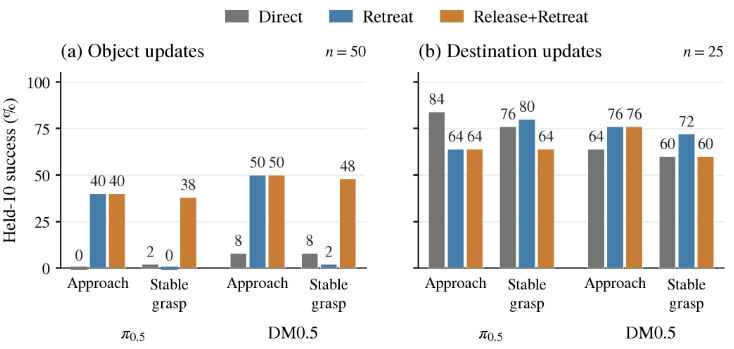 Direct Retreat Release+Retreat
(a) Object updates n = 50
(b) Destination updates n = 25
Held-10 success (%)
100
75
50
25
0
0 40 40 2 0 38 8 50 50 8 2 48
84 64 64 76 80 64 64 76 76 60 72 60
Approach Stable grasp Approach Stable grasp
π0.5 DM0.5
Approach Stable grasp Approach Stable grasp
π0.5 DM0.5